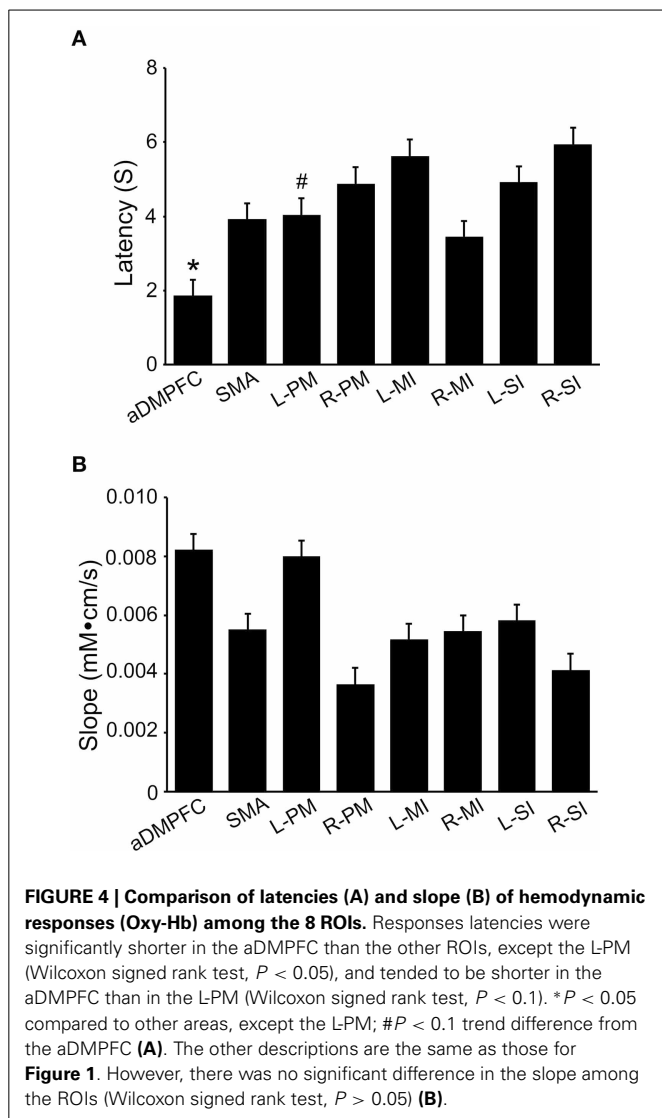 A
8
6
4
2
0
Latency (S)
*
#
aDMPFC SMA L-PM R-PM L-MI R-MI L-SI R-SI
B
0.010
0.008
0.006
0.004
0.002
0
Slope (mM•cm/s)
aDMPFC SMA L-PM R-PM L-MI R-MI L-SI R-SI
FIGURE 4 | Comparison of latencies (A) and slope (B) of hemodynamic
responses (Oxy-Hb) among the 8 ROIs. Responses latencies were
significantly shorter in the aDMPFC than the other ROIs, except the L-PM
(Wilcoxon signed rank test, P < 0.05), and tended to be shorter in the
aDMPFC than in the L-PM (Wilcoxon signed rank test, P < 0.1). *P < 0.05
compared to other areas, except the L-PM; #P < 0.1 trend difference from
the aDMPFC (A). The other descriptions are the same as those for
Figure 1. However, there was no significant difference in the slope among
the ROIs (Wilcoxon signed rank test, P > 0.05) (B).